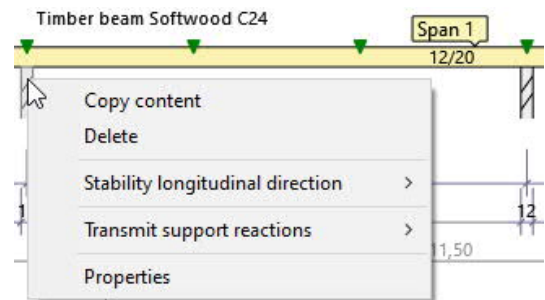 Timber beam Softwood C24
Span 1
12/20
Copy content
Delete
Stability longitudinal direction
Transmit support reactions
1
12
11,50
Properties